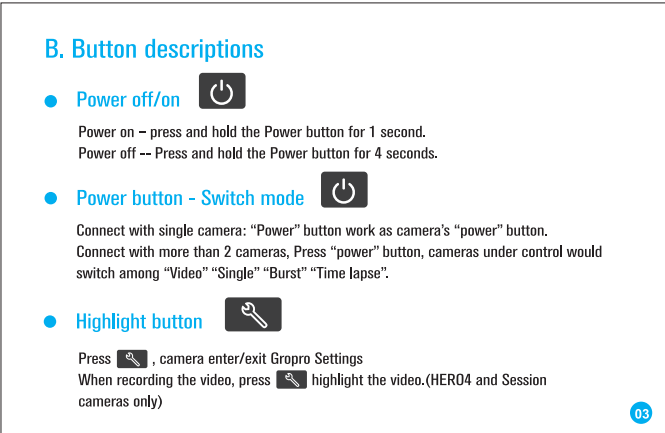 B. Button descriptions
Power off/on
Power on – press and hold the Power button for 1 second.
Power off -- Press and hold the Power button for 4 seconds.
Power button - Switch mode
Connect with single camera: “Power” button work as camera's “power” button.
Connect with more than 2 cameras, Press “power” button, cameras under control would
switch among “Video” “Single” “Burst” “Time lapse”.
Highlight button
Press , camera enter/exit Gropro Settings
When recording the video, press highlight the video.(HERO4 and Session
cameras only)
03